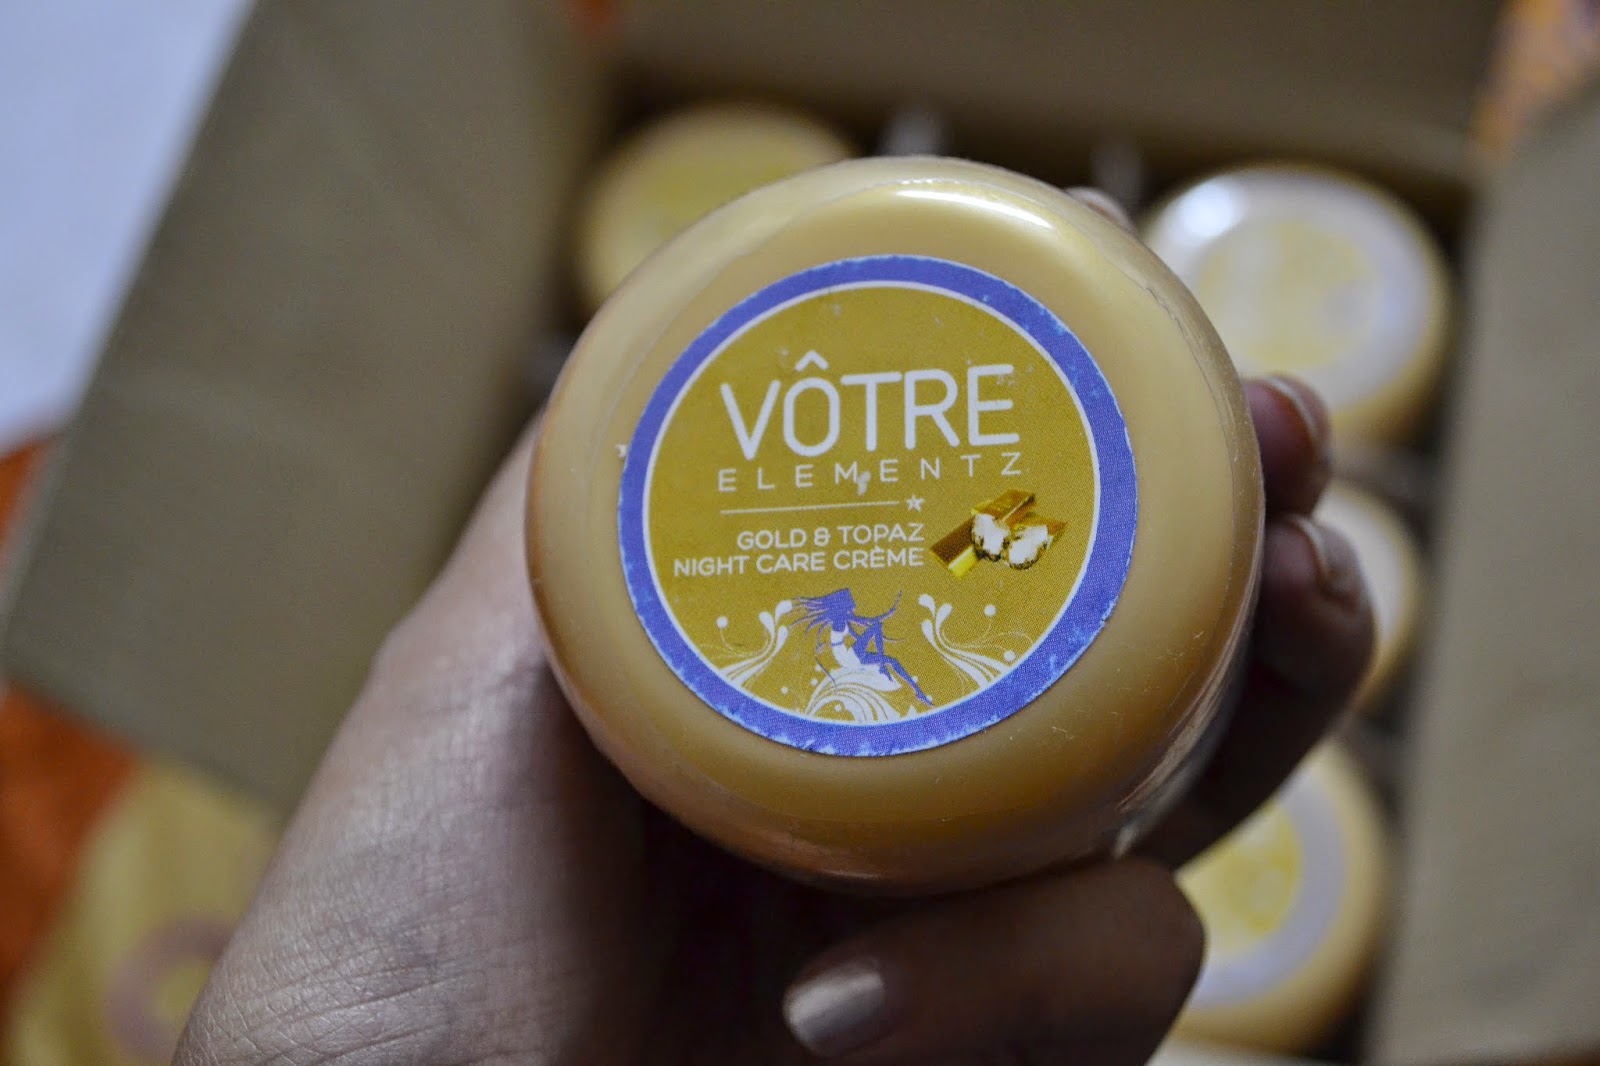 VÔTRE
ELEMENTZ
GOLD & TOPAZ
NIGHT CARE CRÈME